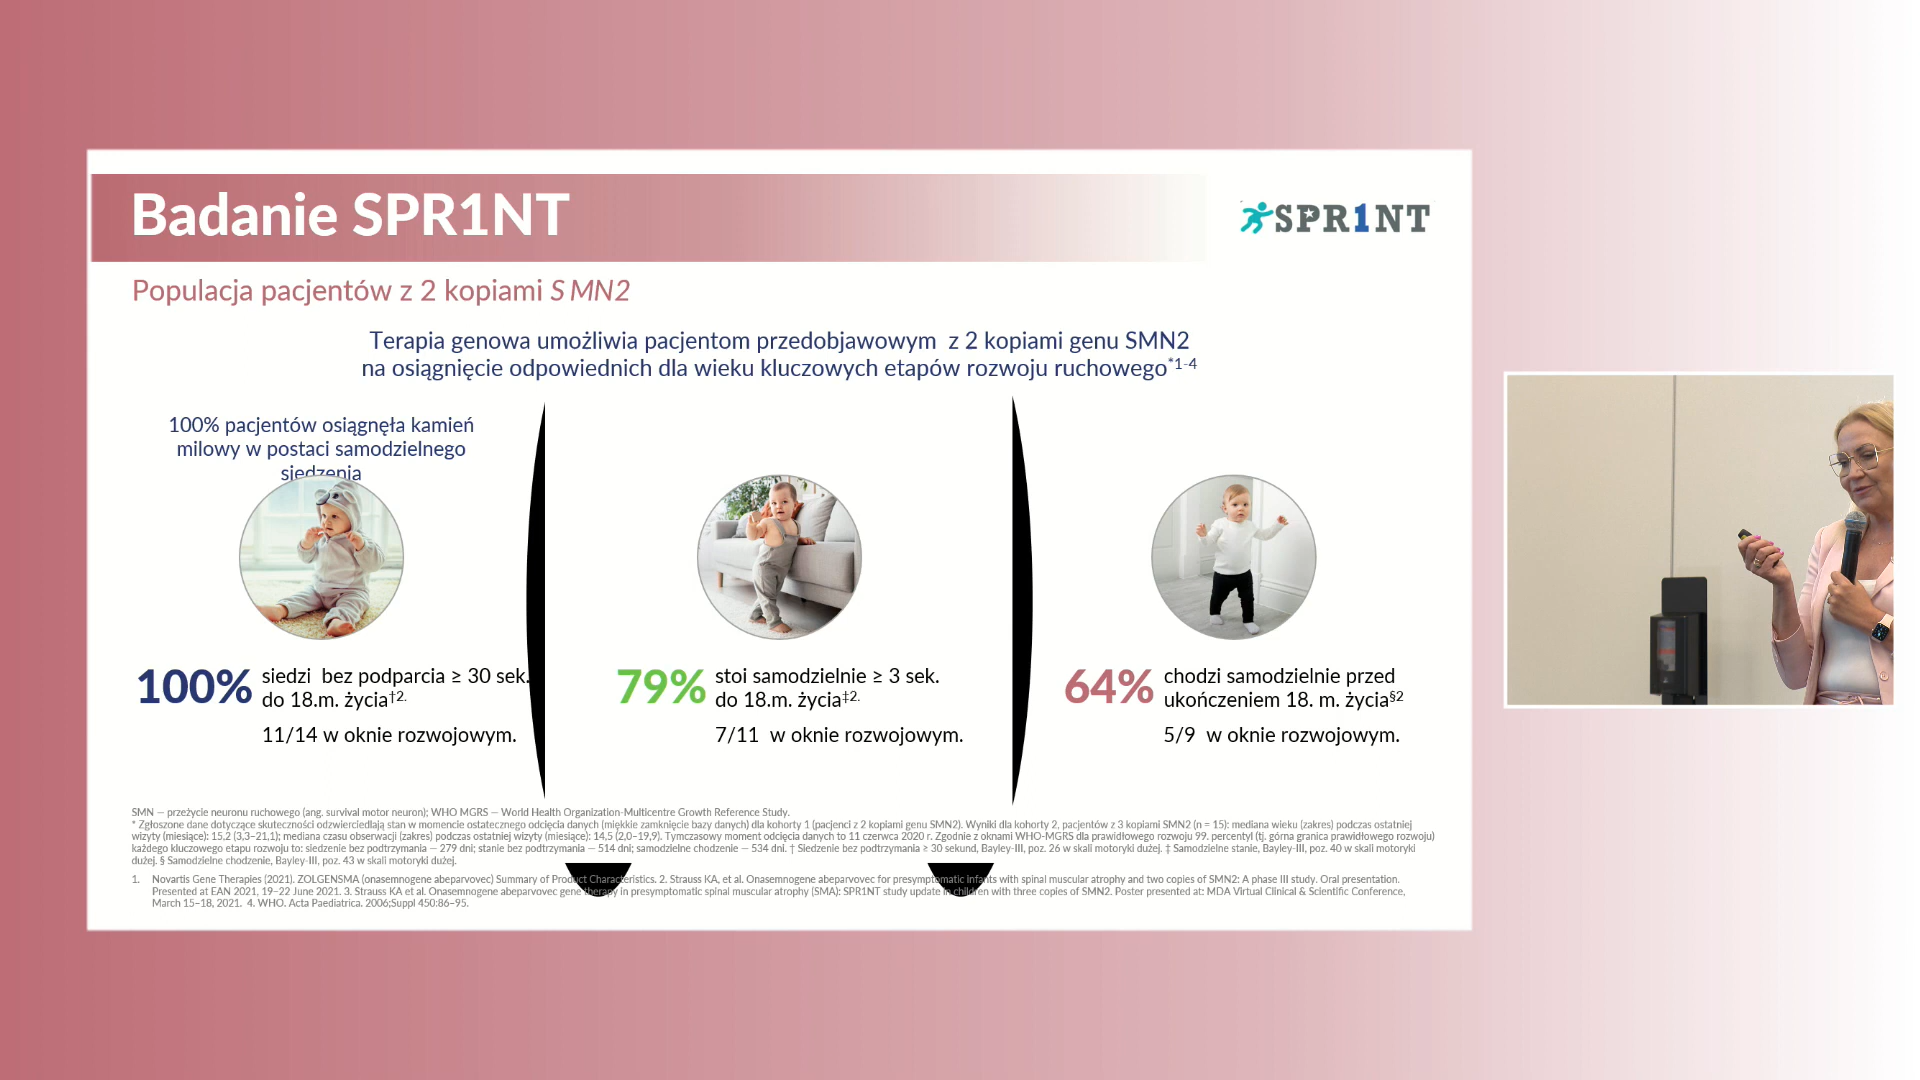 Badanie SPR1NT
SPR1NT
Populacja pacjentów z 2 kopiami SMN2
Terapia genowa umożliwia pacjentom przedobjawowym z 2 kopiami genu SMN2
na osiągnięcie odpowiednich dla wieku kluczowych etapów rozwoju ruchowego*1-4
100% pacjentów osiągnęła kamień
milowy w postaci samodzielnego
siedzenia
100% siedzi bez podparcia ≥ 30 sek.
do 18.m. życia†2.
11/14 w oknie rozwojowym.
79% stoi samodzielnie ≥ 3 sek.
do 18.m. życia‡2.
7/11 w oknie rozwojowym.
64% chodzi samodzielnie przed
ukończeniem 18. m. życia§2
5/9 w oknie rozwojowym.
SMN — przeżycie neuronu ruchowego (ang. survival motor neuron); WHO MGRS — World Health Organization-Multicentre Growth Reference Study.
* Zgłoszone dane dotyczące skuteczności odzwierciedlają stan w momencie ostatecznego odcięcia danych (miękkie zamknięcie bazy danych) dla kohorty 1 (pacjenci z 2 kopiami genu SMN2). Wyniki dla kohorty 2, pacjentów z 3 kopiami SMN2 (n = 15): mediana wieku (zakres) podczas ostatniej
wizyty (miesiące): 15,2 (3,3–21,1); mediana czasu obserwacji (zakres) podczas ostatniej wizyty (miesiące): 14,5 (2,0–19,9). Tymczasowy moment odcięcia danych to 11 czerwca 2020 r. Zgodnie z oknami WHO-MGRS dla prawidłowego rozwoju 99. percentyl (tj. górna granica prawidłowego rozwoju)
każdego kluczowego etapu rozwoju to: siedzenie bez podtrzymania — 279 dni; stanie bez podtrzymania — 514 dni; samodzielne chodzenie — 534 dni. † Siedzenie bez podtrzymania ≥ 30 sekund, Bayley-III, poz. 26 w skali motoryki dużej. ‡ Samodzielne stanie, Bayley-III, poz. 40 w skali motoryki
dużej. § Samodzielne chodzenie, Bayley-III, poz. 43 w skali motoryki dużej.
1. Novartis Gene Therapies (2021). ZOLGENSMA (onasemnogene abeparvovec) Summary of Product Characteristics. 2. Strauss KA, et al. Onasemnogene abeparvovec for presymptomatic infants with spinal muscular atrophy and two copies of SMN2: A phase III study. Oral presentation.
Presented at EAN 2021, 19–22 June 2021. 3. Strauss KA et al. Onasemnogene abeparvovec gene therapy in presymptomatic spinal muscular atrophy (SMA): SPR1NT study update in children with three copies of SMN2. Poster presented at: MDA Virtual Clinical & Scientific Conference,
March 15–18, 2021. 4. WHO. Acta Paediatrica. 2006;Suppl 450:86–95.